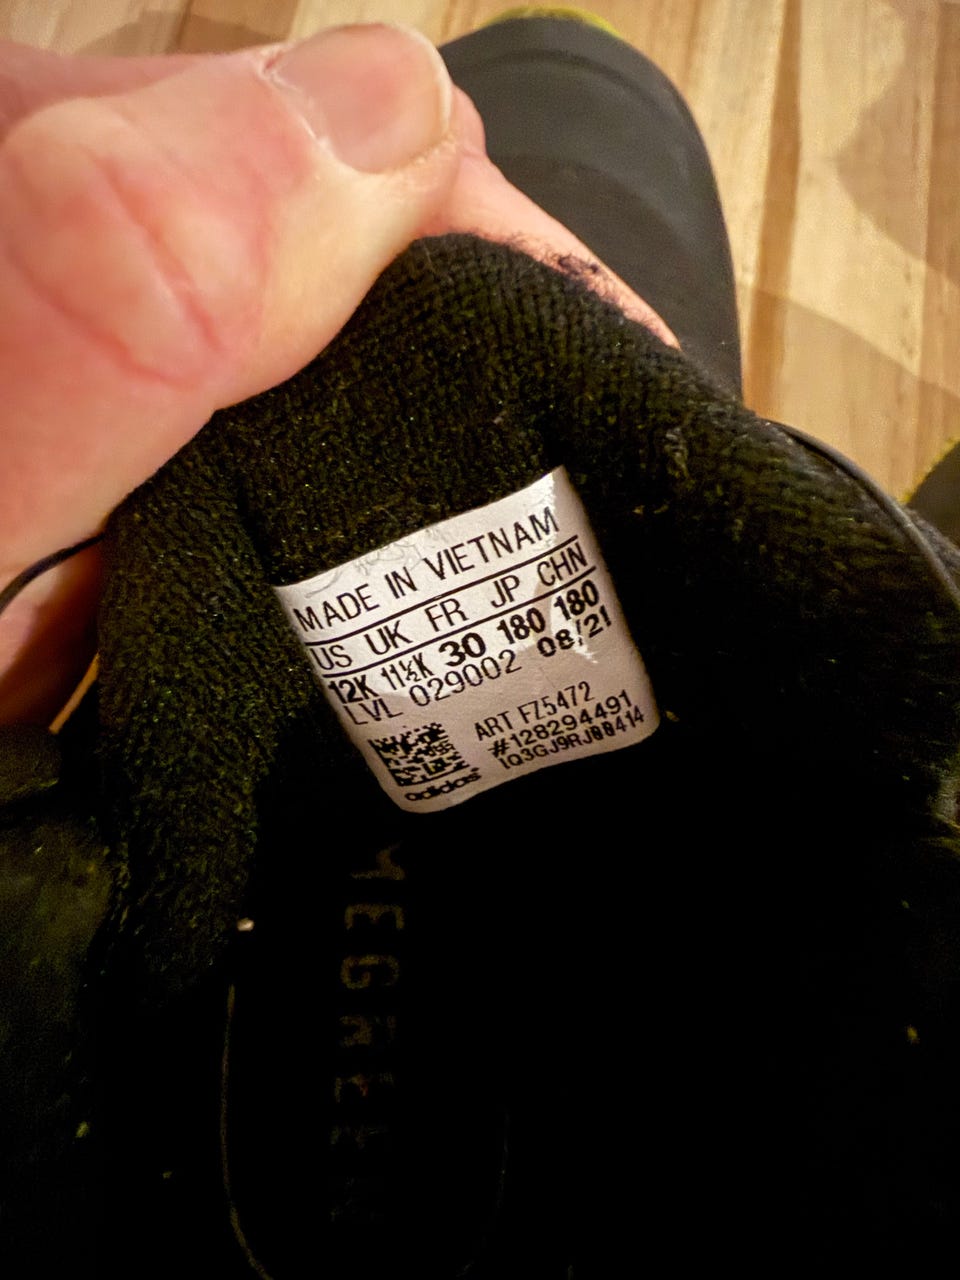 MADE IN VIETNAM
US UK FR JP CHN
12K 11½K 30 180 180
LVL 029002 08/21
ART FZ5472
#128294491
1Q3GJ9RJ00414
adidas